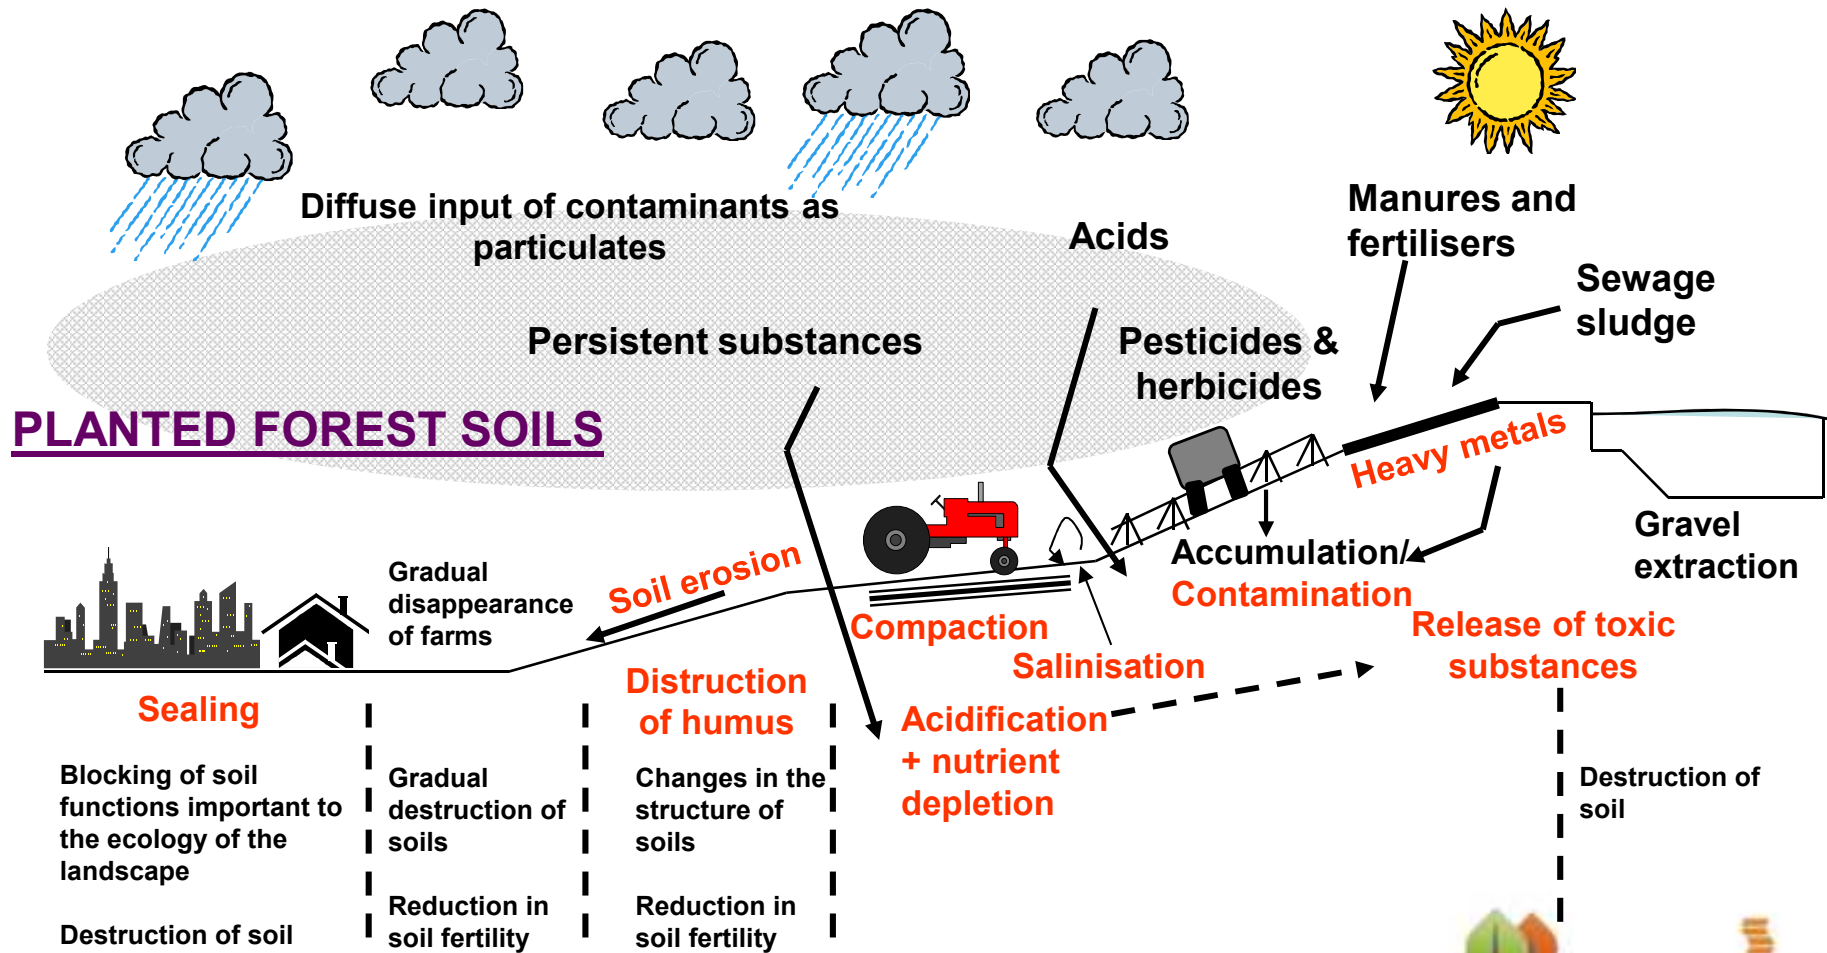 Diffuse input of contaminants as
particulates
Acids
Manures and
fertilisers
Sewage
sludge
Persistent substances
Pesticides &
herbicides
PLANTED FOREST SOILS
Heavy metals
Gravel
extraction
Accumulation/
Contamination
Gradual
disappearance
of farms
Soil erosion
Compaction
Salinisation
Release of toxic
substances
Sealing
Distruction
of humus
Acidification
+ nutrient
depletion
Blocking of soil
functions important to
the ecology of the
landscape
Destruction of soil
Gradual
destruction of
soils
Reduction in
soil fertility
Changes in the
structure of
soils
Reduction in
soil fertility
Destruction of
soil